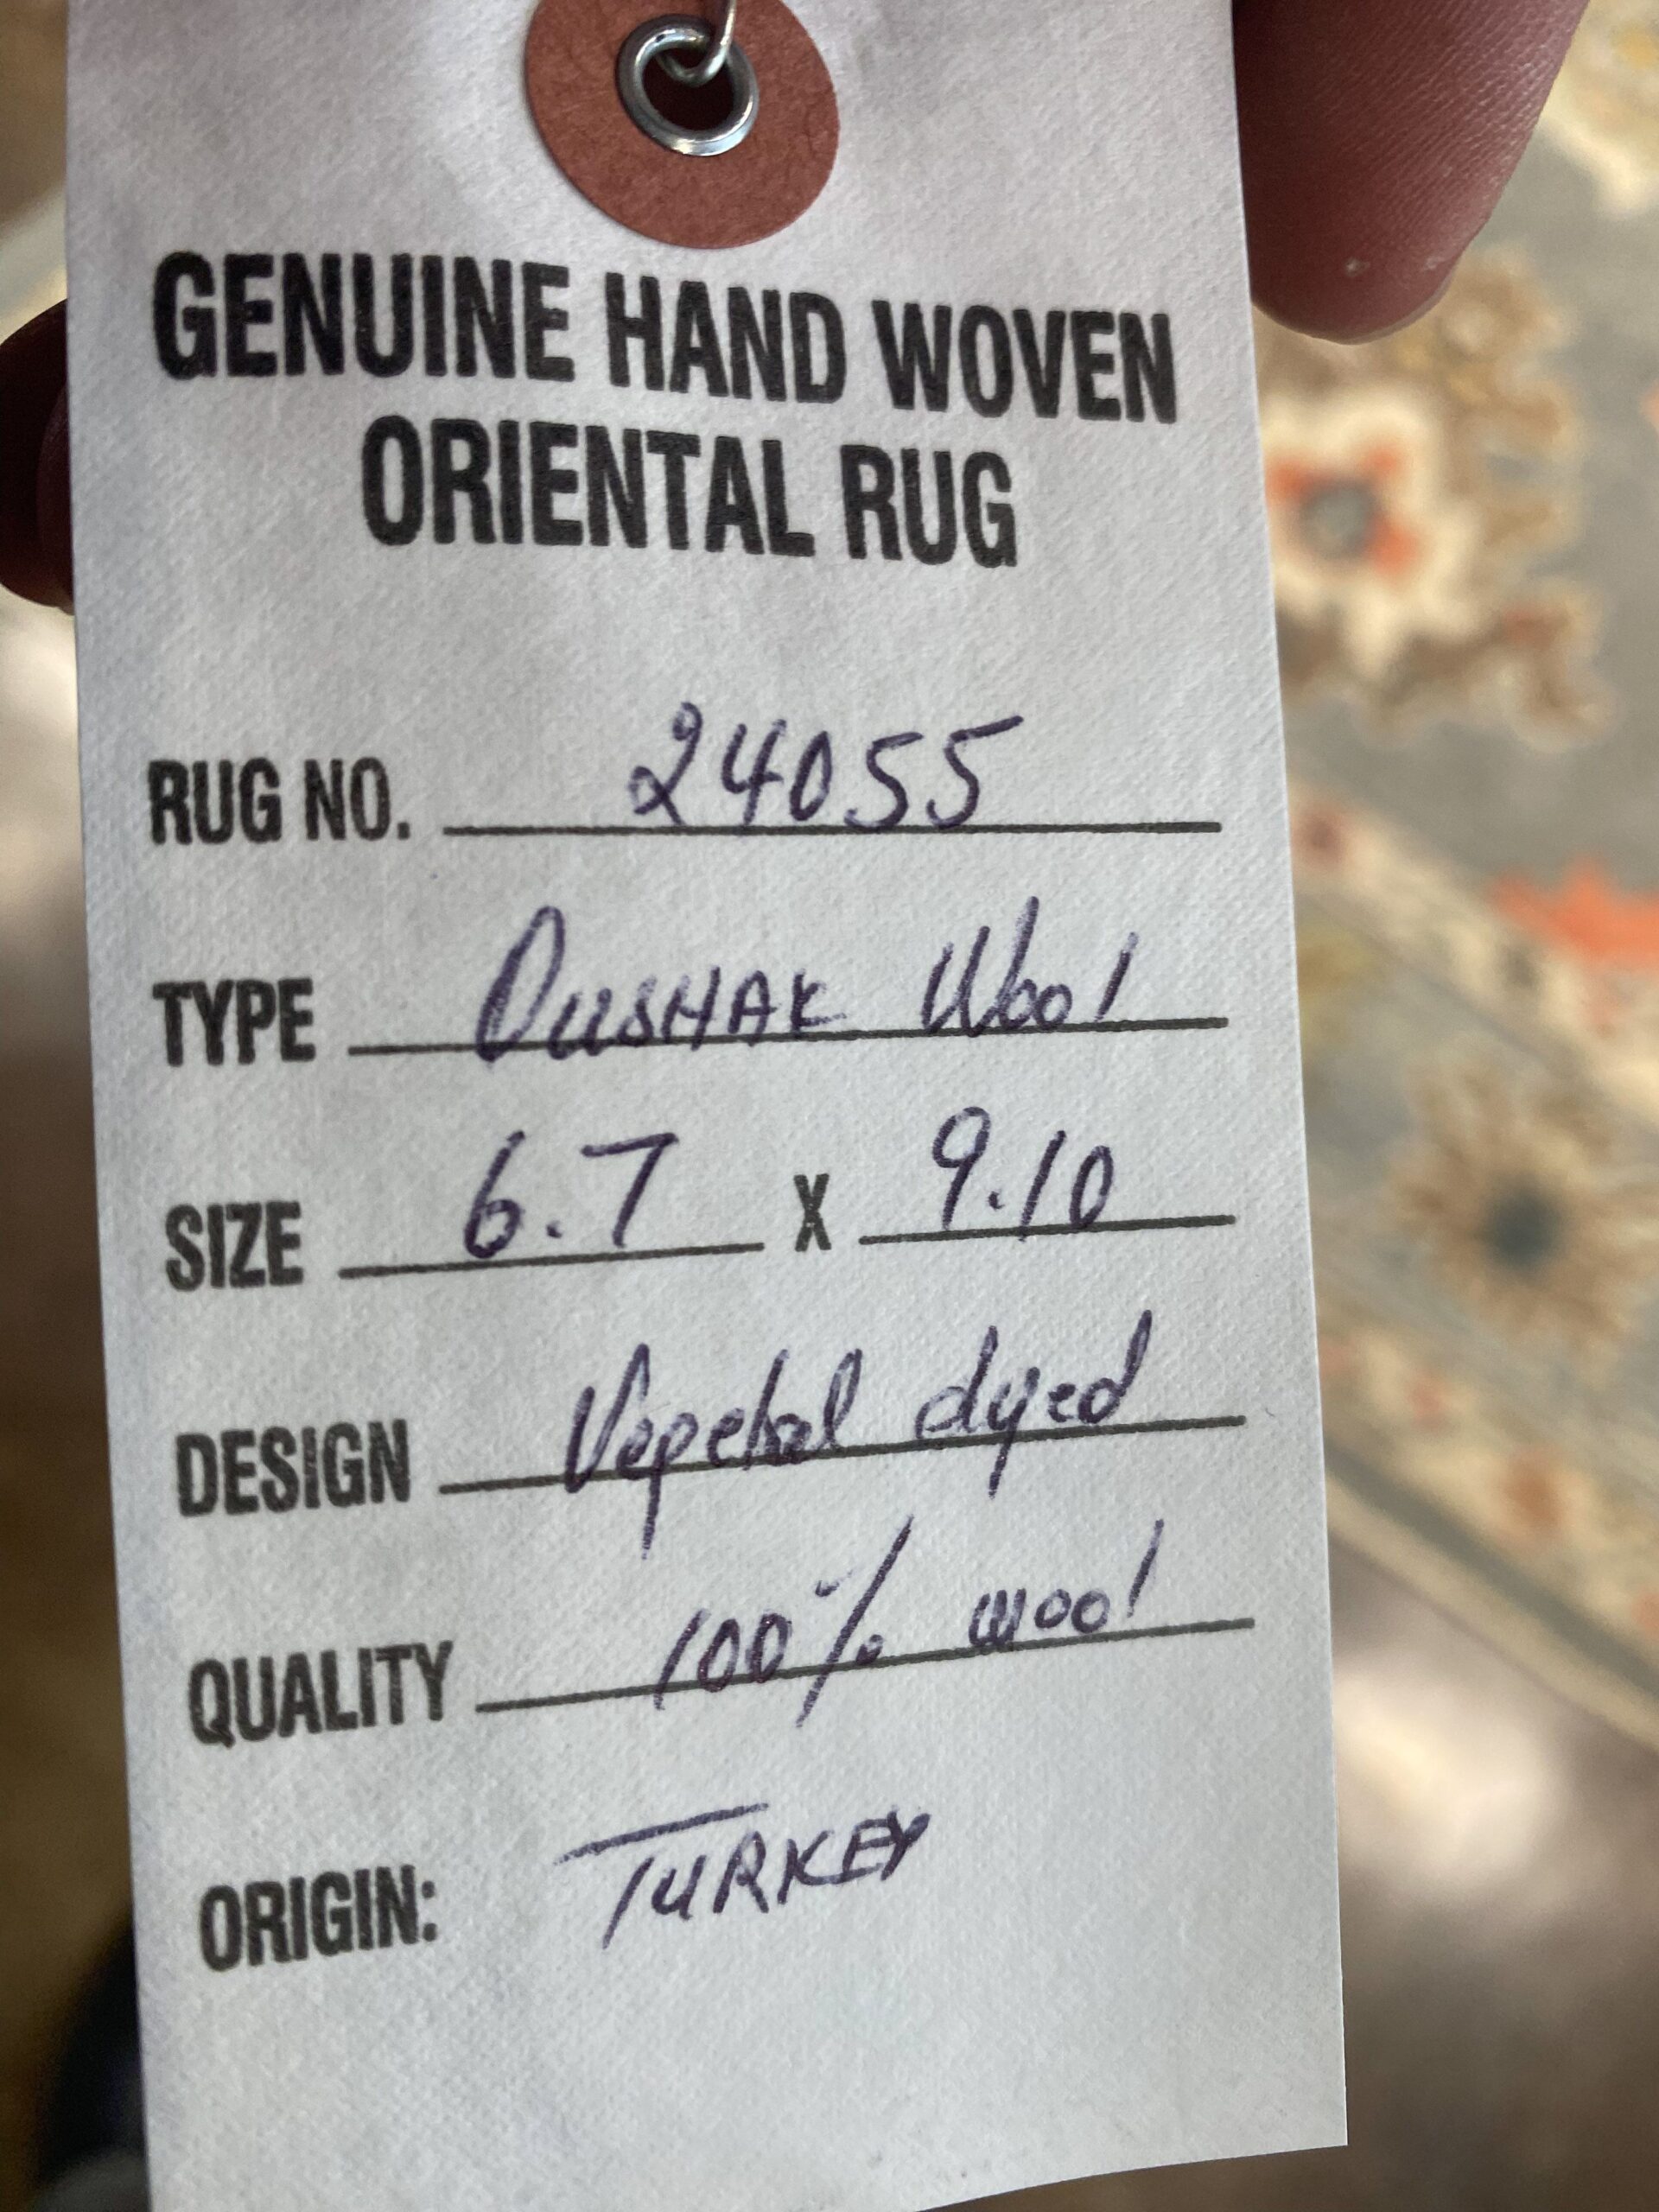 GENUINE HAND WOVEN
ORIENTAL RUG
RUG NO. 24055
TYPE OUSHAK Wool
SIZE 6.7 X 9.10
DESIGN Vegetal dyed
QUALITY 100% wool
ORIGIN: TURKEY